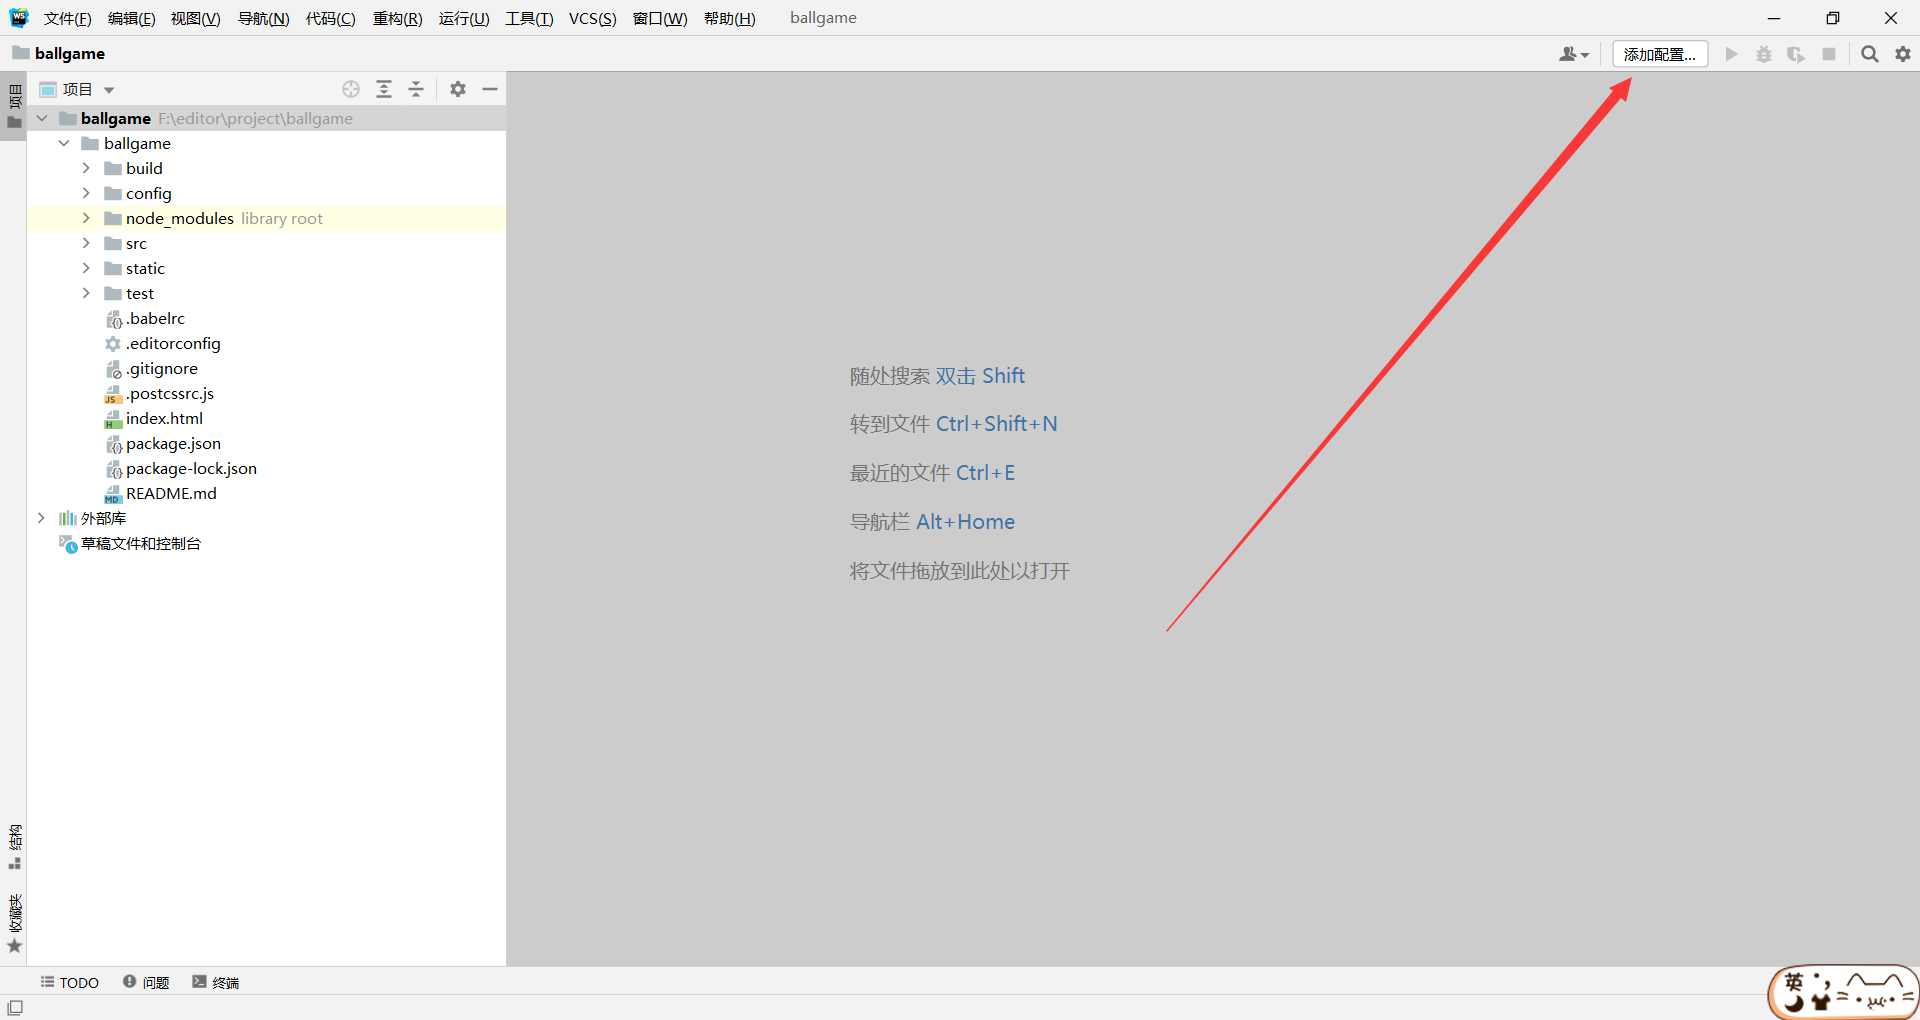 文件(F) 编辑(E) 视图(V) 导航(N) 代码(C) 重构(R) 运行(U) 工具(T) VCS(S) 窗口(W) 帮助(H) ballgame
ballgame 添加配置...
项目 项目
ballgame F:\editor\project\ballgame
ballgame
build
config
node_modules library root
src
static
test
.babelrc
.editorconfig
.gitignore
.postcssrc.js
index.html
package.json
package-lock.json
README.md
外部库
草稿文件和控制台
随处搜索 双击 Shift
转到文件 Ctrl+Shift+N
最近的文件 Ctrl+E
导航栏 Alt+Home
将文件拖放到此处以打开
结构
收藏夹
TODO 问题 终端
英